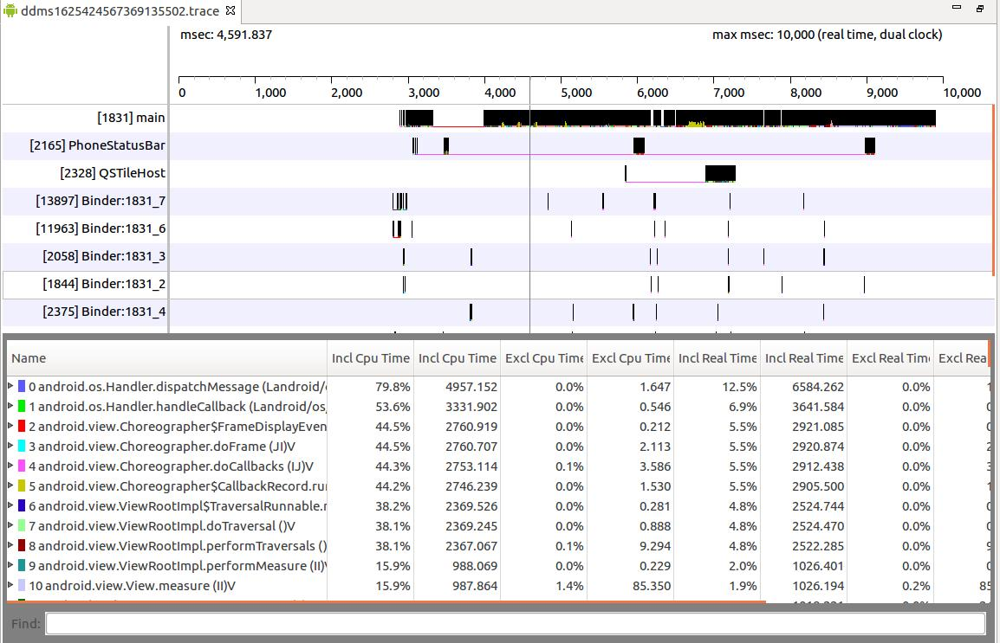 ddms1625424567369135502.trace
msec: 4,591.837 max msec: 10,000 (real time, dual clock)
0 1,000 2,000 3,000 4,000 5,000 6,000 7,000 8,000 9,000 10,000
[1831] main
[2165] PhoneStatusBar
[2328] QSTileHost
[13897] Binder:1831_7
[11963] Binder:1831_6
[2058] Binder:1831_3
[1844] Binder:1831_2
[2375] Binder:1831_4
Name Incl Cpu Time Incl Cpu Time Excl Cpu Time Excl Cpu Time Incl Real Time Incl Real Time Excl Real Tim Excl Rea
0 android.os.Handler.dispatchMessage (Landroid/ 79.8% 4957.152 0.0% 1.647 12.5% 6584.262 0.0% 1
1 android.os.Handler.handleCallback (Landroid/os 53.6% 3331.902 0.0% 0.546 6.9% 3641.584 0.0%
2 android.view.Choreographer$FrameDisplayEven 44.5% 2760.919 0.0% 0.212 5.5% 2921.085 0.0%
3 android.view.Choreographer.doFrame (JI)V 44.5% 2760.707 0.0% 2.113 5.5% 2920.874 0.0% 2
4 android.view.Choreographer.doCallbacks (IJ)V 44.3% 2753.114 0.1% 3.586 5.5% 2912.438 0.0% 3
5 android.view.Choreographer$CallbackRecord.ru 44.2% 2746.239 0.0% 1.530 5.5% 2905.500 0.0% 1
6 android.view.ViewRootImpl$TraversalRunnable.r 38.2% 2369.526 0.0% 0.281 4.8% 2524.744 0.0%
7 android.view.ViewRootImpl.doTraversal ()V 38.1% 2369.245 0.0% 0.888 4.8% 2524.470 0.0%
8 android.view.ViewRootImpl.performTraversals () 38.1% 2367.067 0.1% 9.294 4.8% 2522.285 0.0% 9
9 android.view.ViewRootImpl.performMeasure (II)V 15.9% 988.069 0.0% 0.229 2.0% 1026.401 0.0%
10 android.view.View.measure (II)V 15.9% 987.864 1.4% 85.350 1.9% 1026.194 0.2% 85
Find: